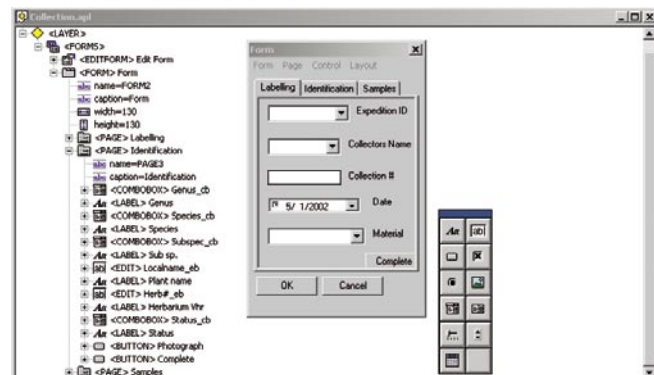 Collection.apl
<LAYER>
<FORMS>
<EDITFORM> Edit Form
<FORM> Form
name=FORM2
caption=Form
width=130
height=130
<PAGE> Labelling
<PAGE> Identification
name=PAGE3
caption=Identification
<COMBOBOX> Genus_cb
<LABEL> Genus
<COMBOBOX> Species_cb
<LABEL> Species
<COMBOBOX> Subspec_cb
<LABEL> Sub sp.
<EDIT> Localname_eb
<LABEL> Plant name
<EDIT> Herb#_eb
<LABEL> Herbarium Vhr
<COMBOBOX> Status_cb
<LABEL> Status
<BUTTON> Photograph
<BUTTON> Complete
<PAGE> Samples
Form
Form Page Control Layout
Labelling Identification Samples
Expedition ID
Collectors Name
Collection #
5/ 1/2002 Date
Material
Complete
OK Cancel